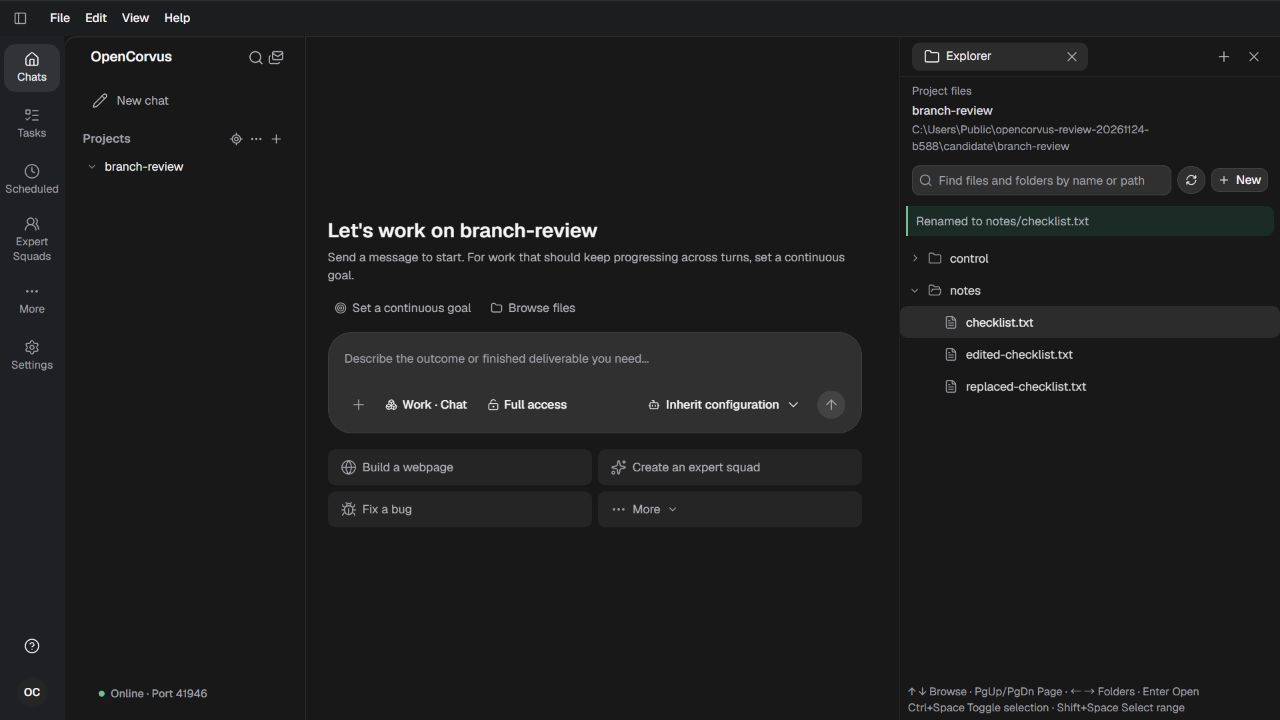 File Edit View Help
Chats
Tasks
Scheduled
Expert
Squads
More
Settings
OC
OpenCorvus
New chat
Projects
branch-review
Online · Port 41946
Let's work on branch-review
Send a message to start. For work that should keep progressing across turns, set a continuous
goal.
Set a continuous goal Browse files
Describe the outcome or finished deliverable you need...
Work · Chat Full access Inherit configuration
Build a webpage Create an expert squad
Fix a bug More
Explorer
Project files
branch-review
C:\Users\Public\opencorvus-review-20261124-
b588\candidate\branch-review
Find files and folders by name or path New
Renamed to notes/checklist.txt
control
notes
checklist.txt
edited-checklist.txt
replaced-checklist.txt
↑↓ Browse · PgUp/PgDn Page · ←→ Folders · Enter Open
Ctrl+Space Toggle selection · Shift+Space Select range